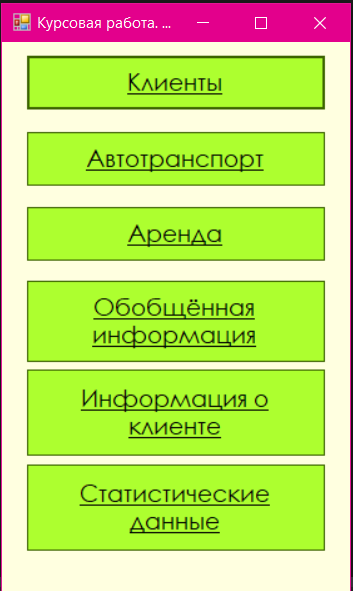 Курсовая работа. ...
Клиенты
Автотранспорт
Аренда
Обобщённая
информация
Информация о
клиенте
Статистические
данные